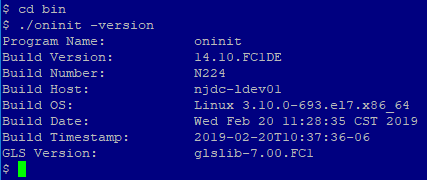 $ cd bin
$ ./oninit -version
Program Name: oninit
Build Version: 14.10.FC1DE
Build Number: N224
Build Host: njdc-ldev01
Build OS: Linux 3.10.0-693.el7.x86_64
Build Date: Wed Feb 20 11:28:35 CST 2019
Build Timestamp: 2019-02-20T10:37:36-06
GLS Version: glslib-7.00.FC1
$